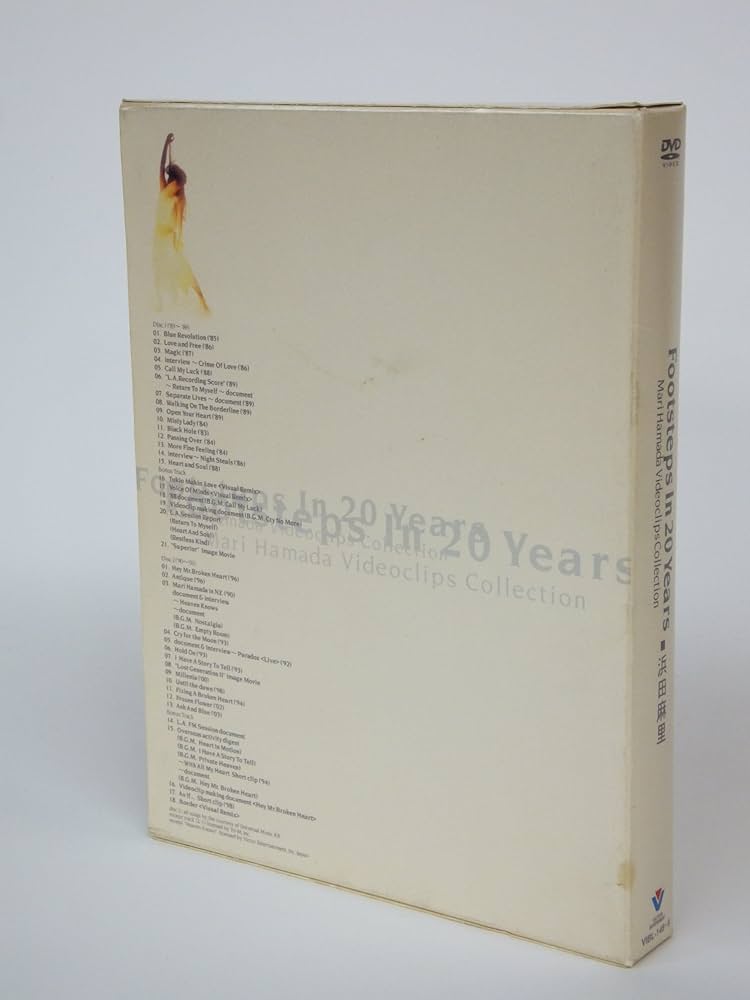 01. Blue Revolution ('85)
02. Love and Free ('86)
03. Magic ('87)
04. interview ～ Crime Of Love ('86)
05. Call My Luck ('88)
06. "L.A.Recording Score" ('89)
～ Return To Myself ～ document
07. Separate Lives ～ document ('89)
08. Walking On The Borderline ('89)
09. Open Your Heart ('89)
10. Misty Lady ('84)
11. Black Hole ('83)
12. Passing Over ('84)
13. More Fine Feeling ('84)
14. interview ～ Night Steals ('86)
15. Heart and Soul ('88)
Bonus Track
16. Tokio Makin Love <Visual Remix>
17. Voice Of Minds <Visual Remix>
18. '88 document (B.G.M. Call My Luck)
19. Videoclip making document (B.G.M. Cry No More)
20. L.A.Session Report
(Return To Myself)
(Heart And Soul)
(Restless Kind)
21. "Superior" Image Movie
Footsteps In 20 Years
Mari Hamada Videoclips Collection
Footsteps In 20 Years
Mari Hamada Videoclips Collection
01. Hey Mr. Broken Heart ('96)
02. Antique ('96)
03. Mari Hamada in N.Z. ('90)
document & interview
～ Heaven Knows
～document
(B.G.M. Nostalgia)
(B.G.M. Empty Room)
04. Cry for the Moon ('93)
05. document & interview～ Paradox <Live> ('92)
06. Hold On ('93)
07. I Have A Story To Tell ('93)
08. "Lost Generation II" Image Movie
09. Millenia ('00)
10. Until the dawn ('98)
11. Fixing A Broken Heart ('94)
12. Frozen Flower ('02)
13. Ash And Blue ('03)
Bonus Track
14. L.A. FM Session document
15. Overseas activity digest
(B.G.M. Heart In Motion)
(B.G.M. I Have A Story To Tell)
(B.G.M. Private Heaven)
～With All My Heart Short clip ('94)
～document
(B.G.M. Hey Mr. Broken Heart)
16. Videoclip making document <Hey Mr.Broken Heart>
17. As If... Short clip ('98)
18. Border <Visual Remix>
DVD
VIDEO
Footsteps In 20 Years ■ 浜田麻里
Mari Hamada Videoclips Collection